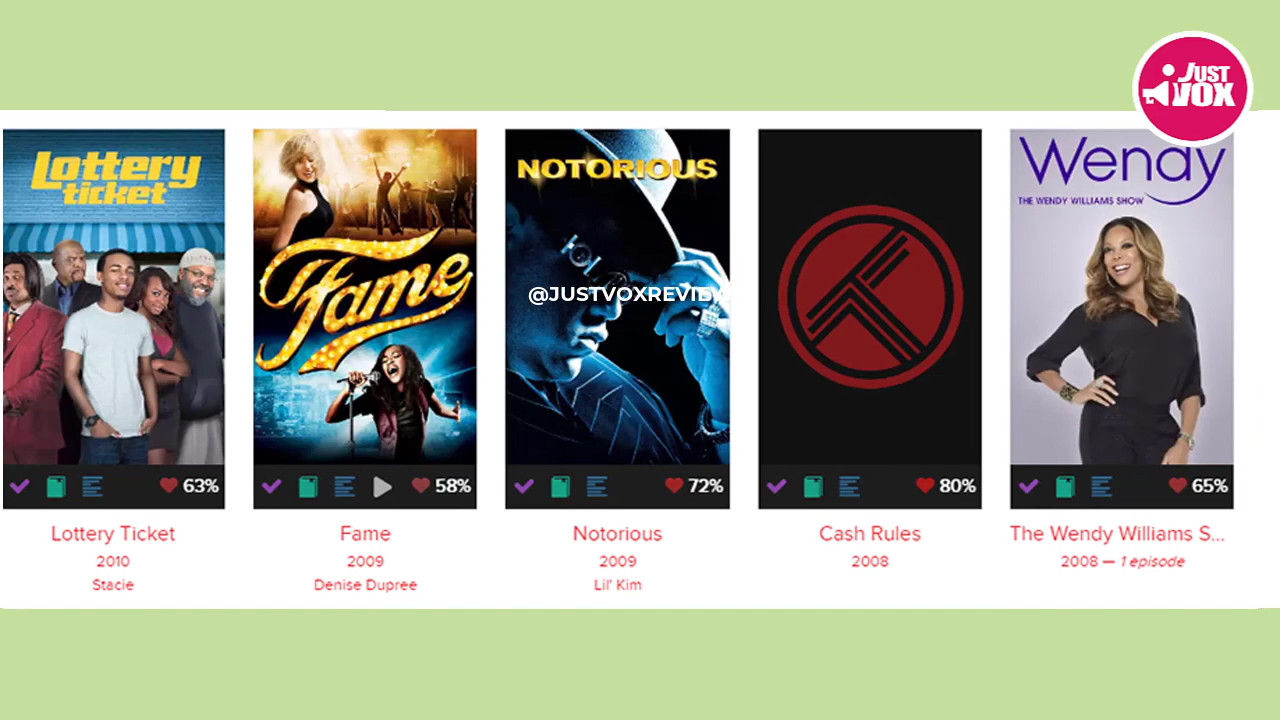 JUST
VOX
Lottery
ticket
Fame
NOTORIOUS
@JUSTVOXREVIEW
Wendy
THE WENDY WILLIAMS SHOW
63%
58%
72%
80%
65%
Lottery Ticket
2010
Stacie
Fame
2009
Denise Dupree
Notorious
2009
Lil' Kim
Cash Rules
2008
The Wendy Williams S...
2008 — 1 episode